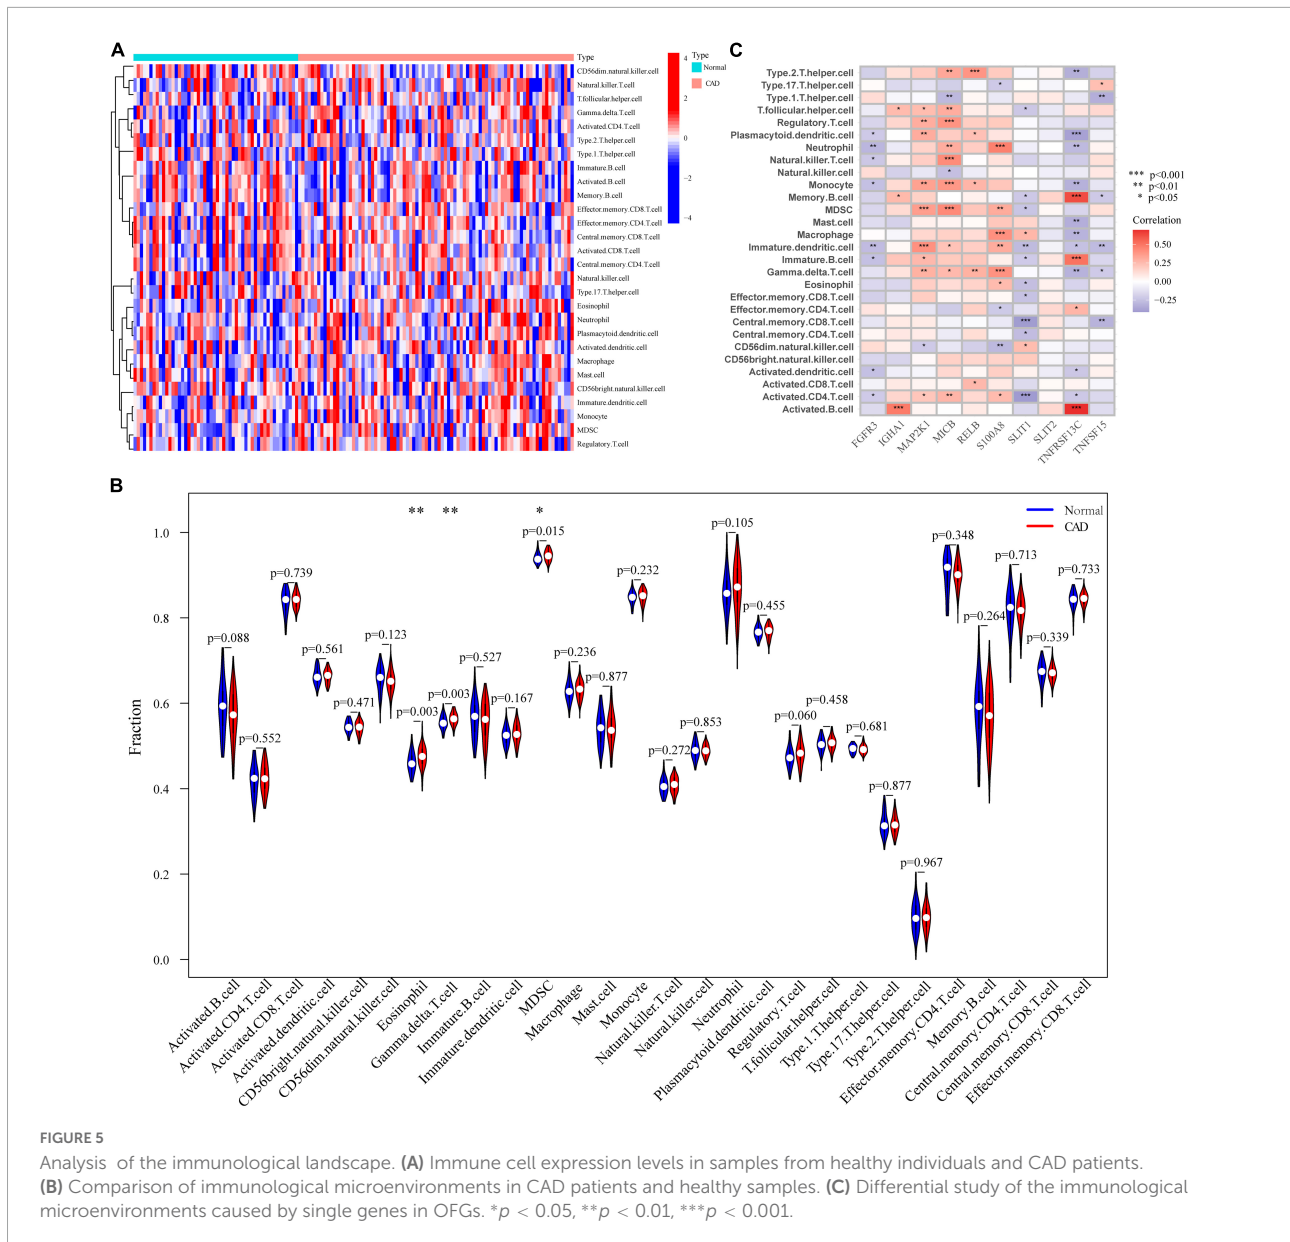 A
Type
CD56dim.natural.killer.cell
Natural.killer.T.cell
T.follicular.helper.cell
Gamma.delta.T.cell
Activated.CD4.T.cell
Type.2.T.helper.cell
Type.1.T.helper.cell
Immature.B.cell
Activated.B.cell
Memory.B.cell
Effector.memory.CD8.T.cell
Effector.memory.CD4.T.cell
Central.memory.CD8.T.cell
Activated.CD8.T.cell
Central.memory.CD4.T.cell
Natural.killer.cell
Type.17.T.helper.cell
Eosinophil
Neutrophil
Plasmacytoid.dendritic.cell
Activated.dendritic.cell
Macrophage
Mast.cell
CD56bright.natural.killer.cell
Immature.dendritic.cell
Monocyte
MDSC
Regulatory.T.cell
4
2
0
−2
−4
Type
Normal
CAD
C
Type.2.T.helper.cell ** *** **
Type.17.T.helper.cell * *
Type.1.T.helper.cell ** **
T.follicular.helper.cell * * ** *
Regulatory.T.cell ** ***
Plasmacytoid.dendritic.cell * ** * ***
Neutrophil ** ** *** **
Natural.killer.T.cell * ***
Natural.killer.cell *
Monocyte * ** *** * **
Memory.B.cell * * *** *
MDSC *** *** ** *
Mast.cell **
Macrophage *** * **
Immature.dendritic.cell ** *** * ** ** * **
Immature.B.cell * * * ***
Gamma.delta.T.cell ** * ** *** ** *
Eosinophil * *
Effector.memory.CD8.T.cell *
Effector.memory.CD4.T.cell * *
Central.memory.CD8.T.cell *** **
Central.memory.CD4.T.cell *
CD56dim.natural.killer.cell * ** *
CD56bright.natural.killer.cell
Activated.dendritic.cell * *
Activated.CD8.T.cell *
Activated.CD4.T.cell * * ** * *** *
Activated.B.cell *** ***
FGFR3
IGHA1
MAP2K1
MICB
RELB
S100A8
SLIT1
SLIT2
TNFRSF13C
TNFSF15
*** p<0.001
** p<0.01
* p<0.05
Correlation
0.50
0.25
0.00
−0.25
B
Fraction
1.0
0.8
0.6
0.4
0.2
0.0
** ** *
Normal
CAD
p=0.088
p=0.552
p=0.739
p=0.561
p=0.471
p=0.123
p=0.003
p=0.003
p=0.527
p=0.167
p=0.015
p=0.236
p=0.877
p=0.232
p=0.272
p=0.853
p=0.105
p=0.455
p=0.060
p=0.458
p=0.681
p=0.877
p=0.967
p=0.348
p=0.264
p=0.713
p=0.339
p=0.733
Activated.B.cell
Activated.CD4.T.cell
Activated.CD8.T.cell
Activated.dendritic.cell
CD56bright.natural.killer.cell
CD56dim.natural.killer.cell
Eosinophil
Gamma.delta.T.cell
Immature.B.cell
Immature.dendritic.cell
MDSC
Macrophage
Mast.cell
Monocyte
Natural.killer.T.cell
Natural.killer.cell
Neutrophil
Plasmacytoid.dendritic.cell
Regulatory.T.cell
T.follicular.helper.cell
Type.1.T.helper.cell
Type.17.T.helper.cell
Type.2.T.helper.cell
Effector.memory.CD4.T.cell
Memory.B.cell
Central.memory.CD4.T.cell
Central.memory.CD8.T.cell
Effector.memory.CD8.T.cell
FIGURE 5
Analysis of the immunological landscape. (A) Immune cell expression levels in samples from healthy individuals and CAD patients.
(B) Comparison of immunological microenvironments in CAD patients and healthy samples. (C) Differential study of the immunological
microenvironments caused by single genes in OFGs. *p < 0.05, **p < 0.01, ***p < 0.001.